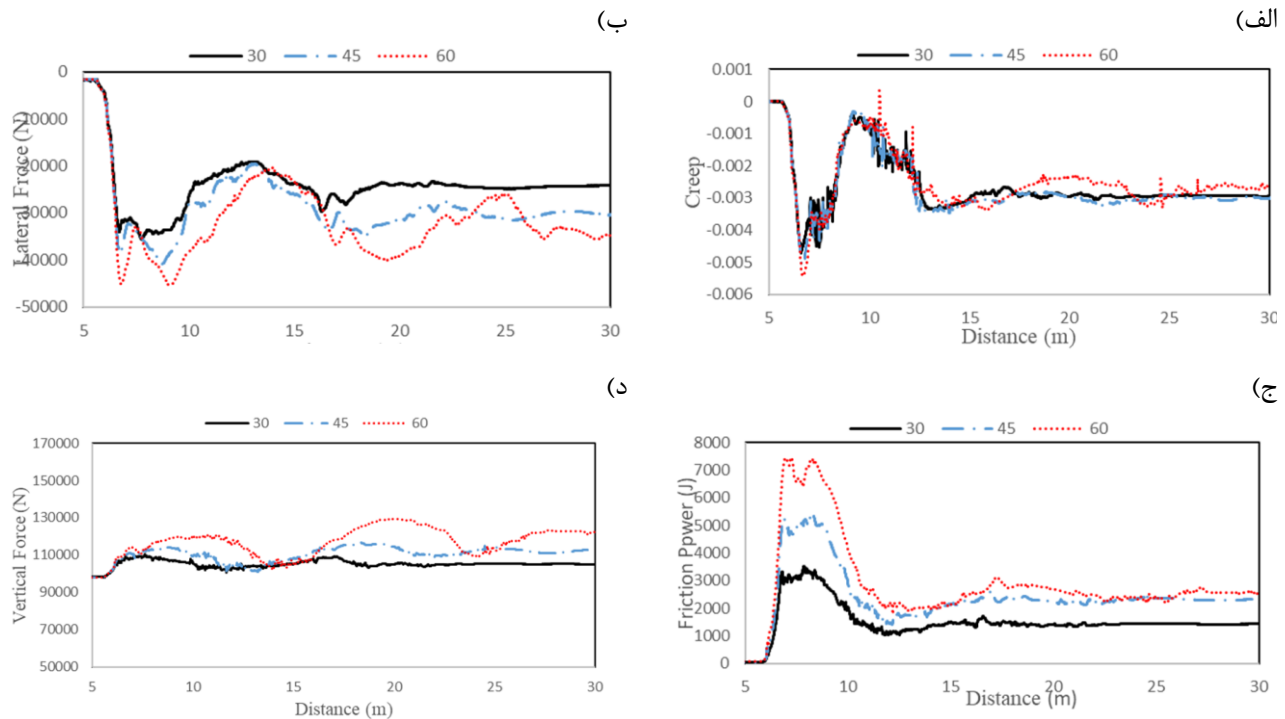 الف)
30 45 60
0.001
0
-0.001
-0.002
-0.003
-0.004
-0.005
-0.006
Creep
5 10 15 20 25 30
Distance (m)
ب)
30 45 60
0
-10000
-20000
-30000
-40000
-50000
Lateral Force (N)
5 10 15 20 25 30
ج)
30 45 60
8000
7000
6000
5000
4000
3000
2000
1000
0
Friction Ppwer (J)
5 10 15 20 25 30
Distance (m)
د)
30 45 60
170000
150000
130000
110000
90000
70000
50000
Vertical Force (N)
5 10 15 20 25 30
Distance (m)